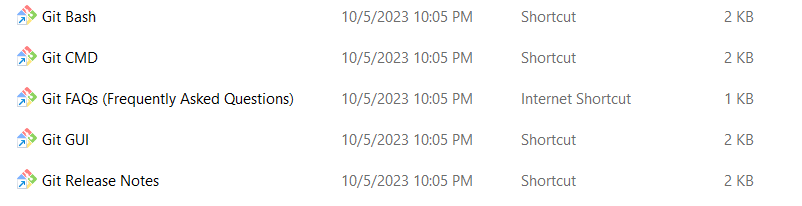 Git Bash 10/5/2023 10:05 PM Shortcut 2 KB
Git CMD 10/5/2023 10:05 PM Shortcut 2 KB
Git FAQs (Frequently Asked Questions) 10/5/2023 10:05 PM Internet Shortcut 1 KB
Git GUI 10/5/2023 10:05 PM Shortcut 2 KB
Git Release Notes 10/5/2023 10:05 PM Shortcut 2 KB